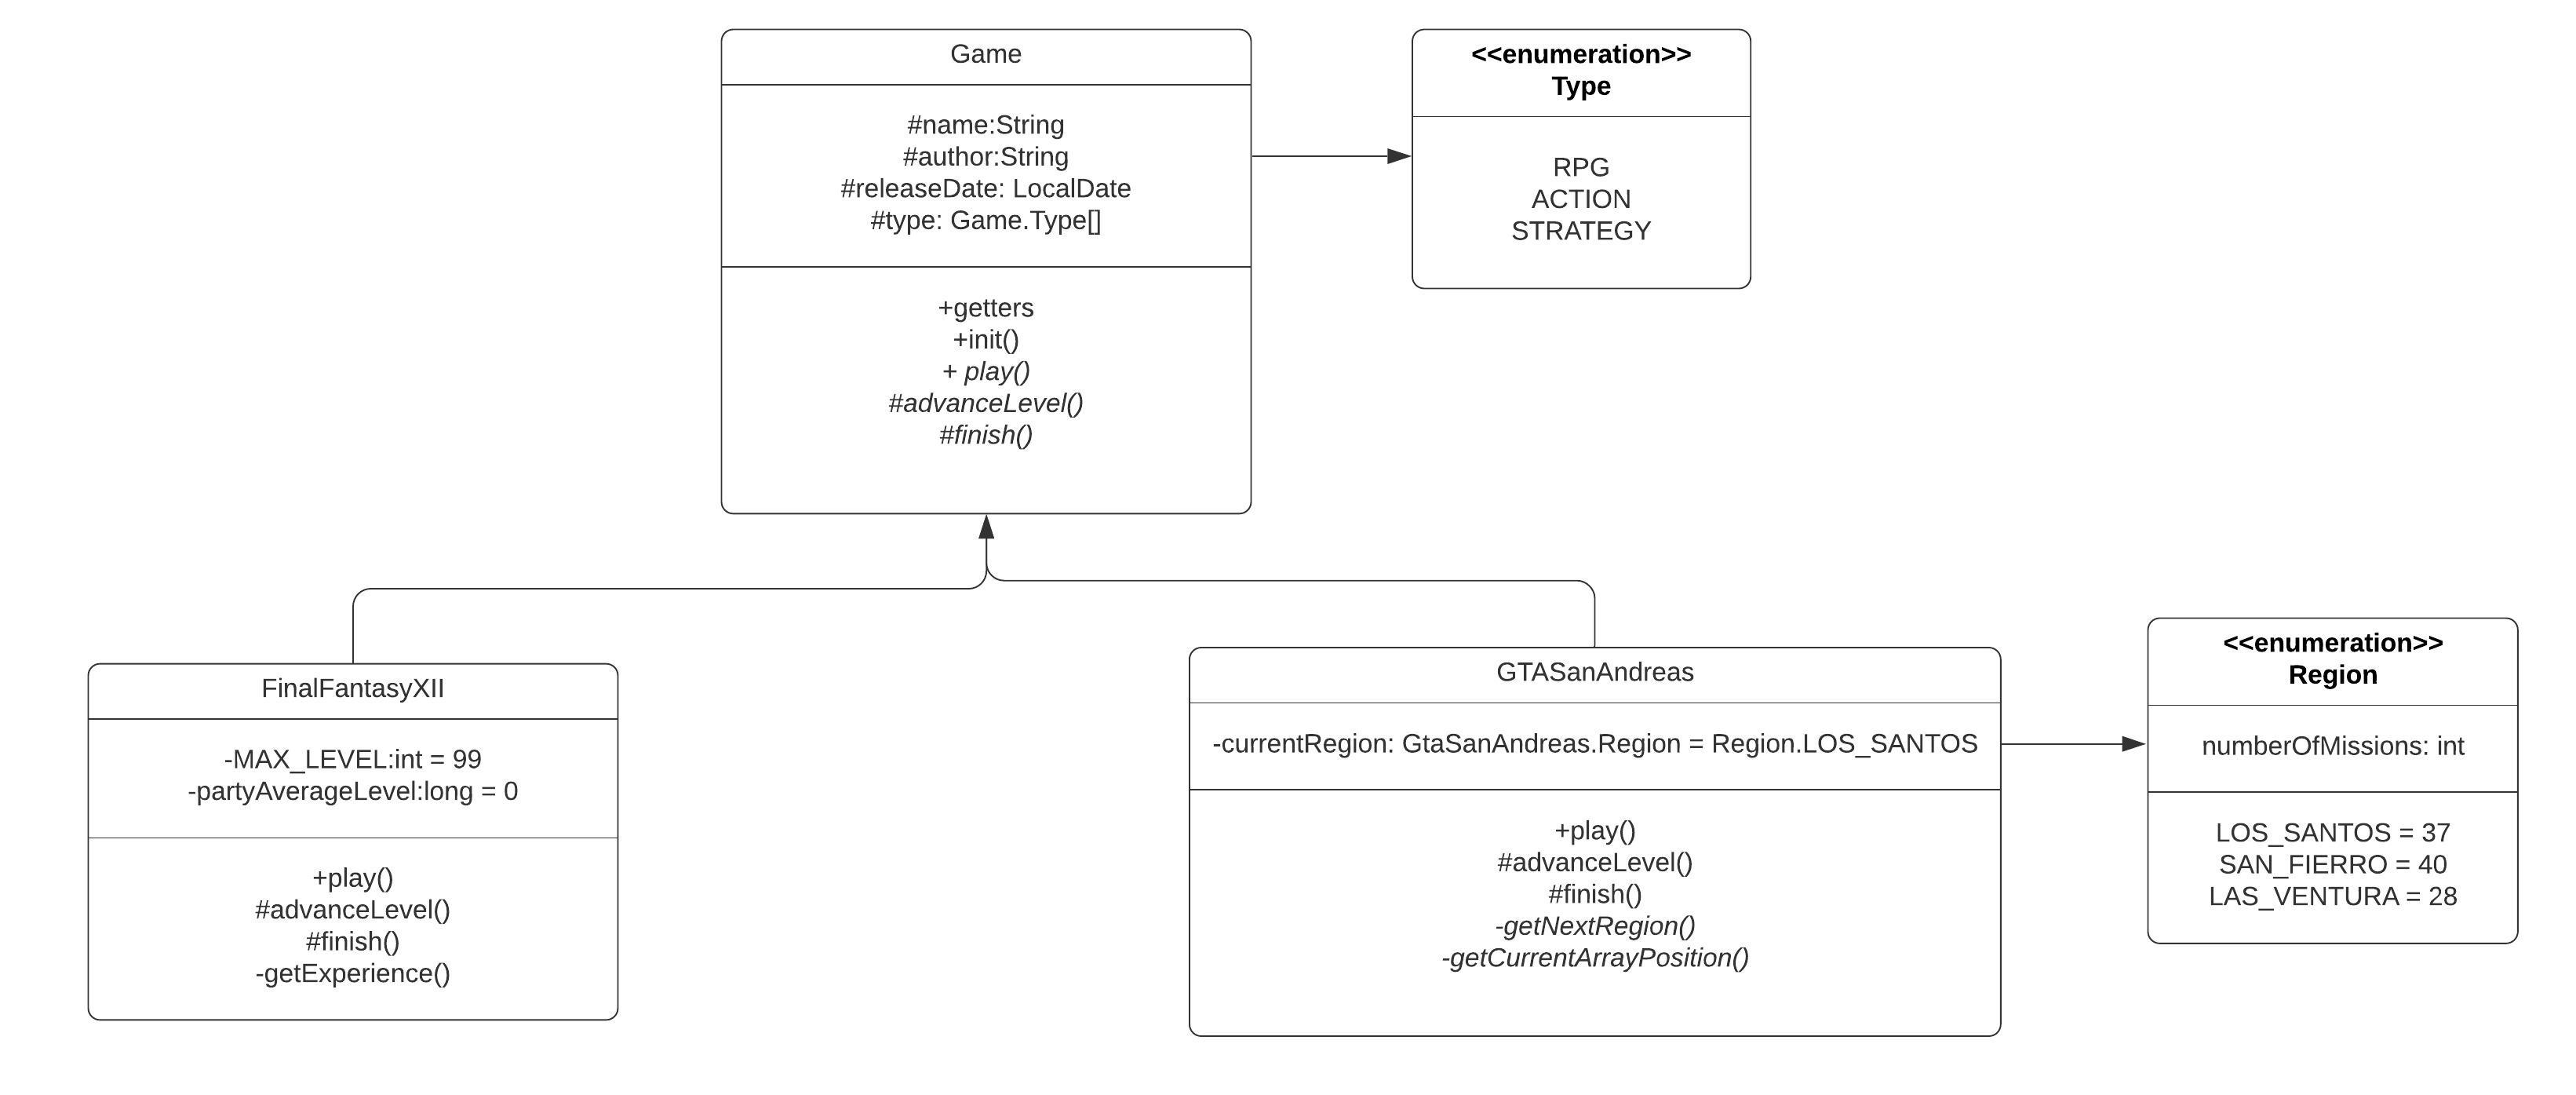 Game
#name:String
#author:String
#releaseDate: LocalDate
#type: Game.Type[]
+getters
+init()
+ play()
#advanceLevel()
#finish()
<<enumeration>>
Type
RPG
ACTION
STRATEGY
FinalFantasyXII
-MAX_LEVEL:int = 99
-partyAverageLevel:long = 0
+play()
#advanceLevel()
#finish()
-getExperience()
GTASanAndreas
-currentRegion: GtaSanAndreas.Region = Region.LOS_SANTOS
+play()
#advanceLevel()
#finish()
-getNextRegion()
-getCurrentArrayPosition()
<<enumeration>>
Region
numberOfMissions: int
LOS_SANTOS = 37
SAN_FIERRO = 40
LAS_VENTURA = 28